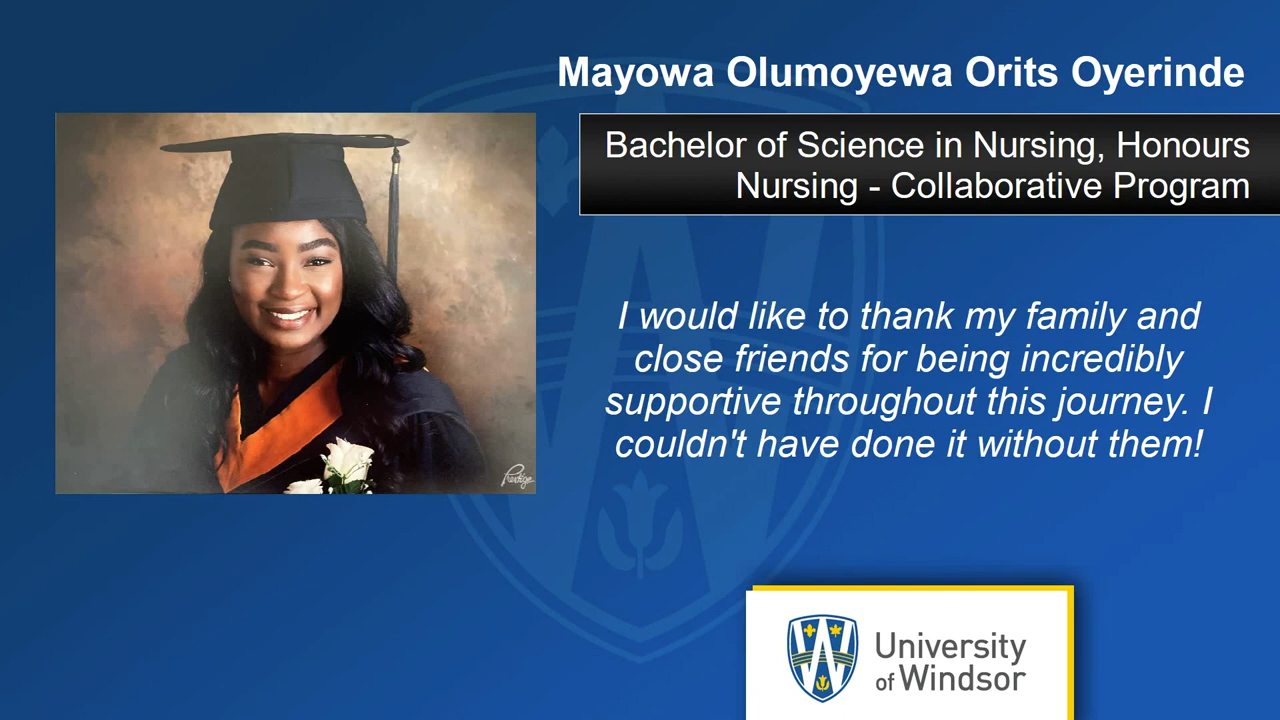 Mayowa Olumoyewa Orits Oyerinde
Bachelor of Science in Nursing, Honours
Nursing - Collaborative Program
I would like to thank my family and
close friends for being incredibly
supportive throughout this journey. I
couldn't have done it without them!
Prestige
University
of Windsor